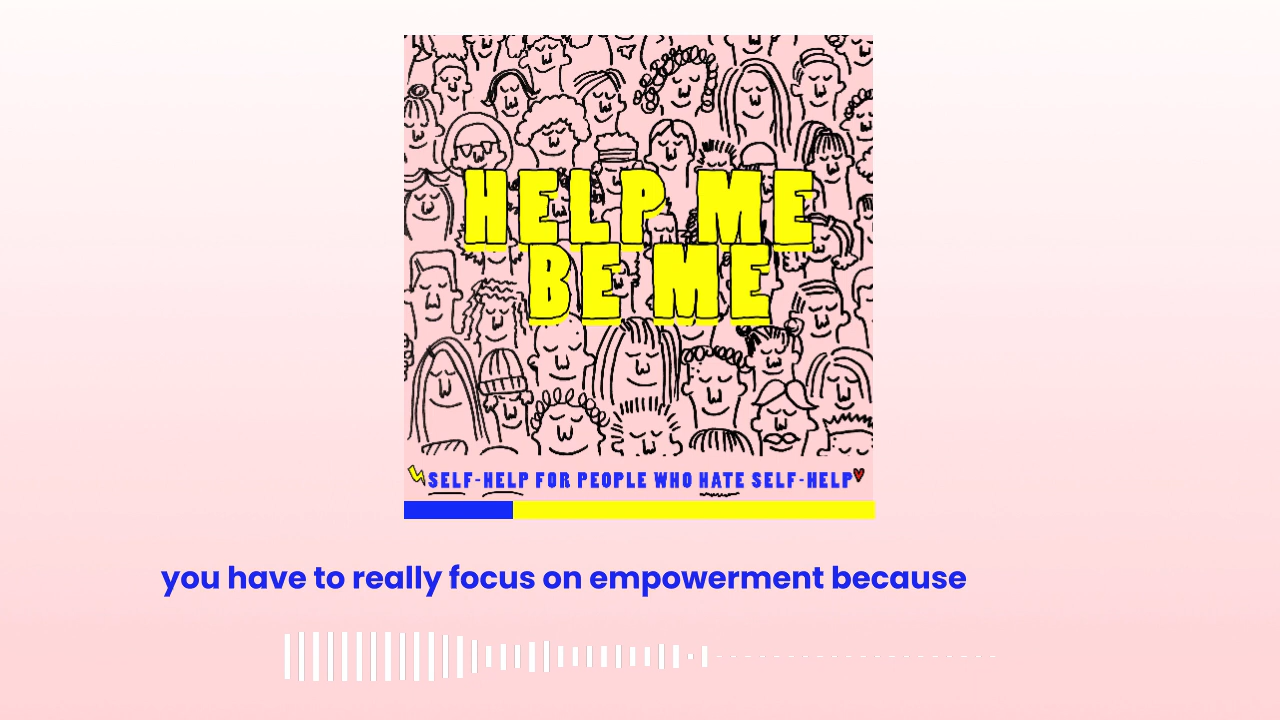 HELP ME
BE ME
SELF-HELP FOR PEOPLE WHO HATE SELF-HELP
you have to really focus on empowerment because